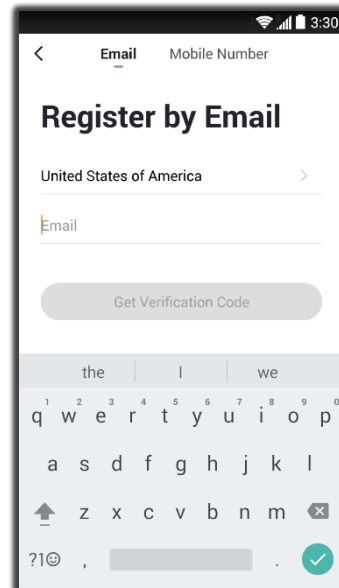 3:30
Email Mobile Number
Register by Email
United States of America
Email
Get Verification Code
the I we
1 2 3 4 5 6 7 8 9 0
q w e r t y u i o p
a s d f g h j k l
z x c v b n m
?1☺ , .